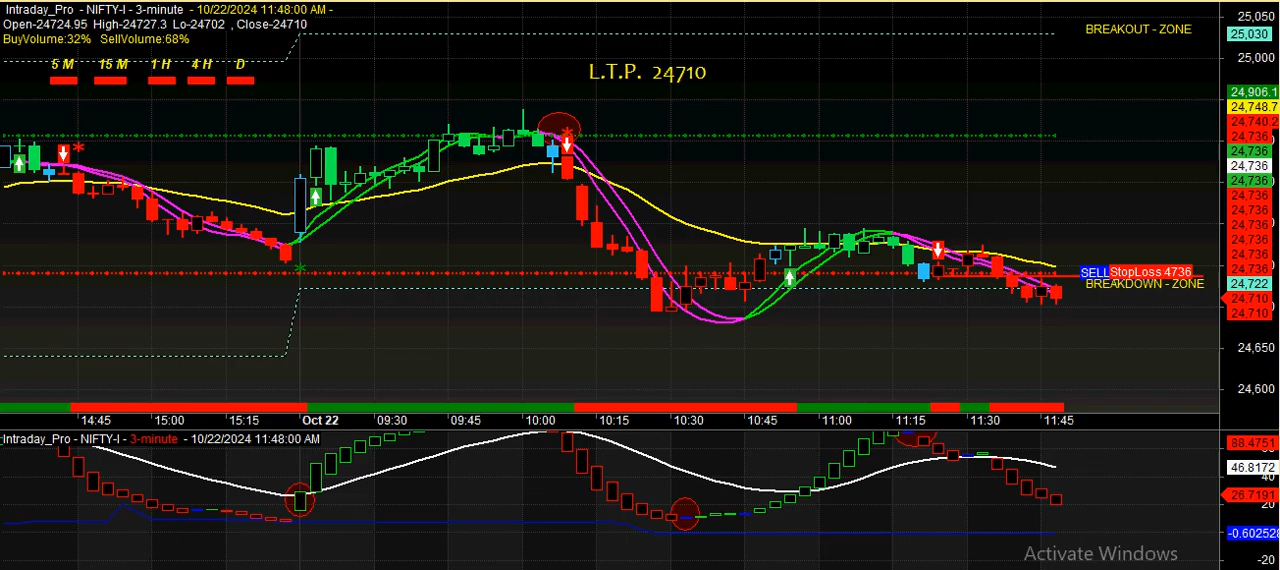 Intraday_Pro - NIFTY-I - 3-minute - 10/22/2024 11:48:00 AM -
Open-24724.95 High-24727.3 Lo-24702 , Close-24710
BuyVolume:32% SellVolume:68%
5 M 15 M 1 H 4 H D
L.T.P. 24710
BREAKOUT - ZONE
25,050
25,030
25,000
24,906.1
24,748.7
24,740.2
24,736
24,736
24,736
24,736
24,736
24,736
24,736
24,736
24,736
24,736
SELL StopLoss 4736
BREAKDOWN - ZONE
24,722
24,710
24,710
24,650
24,600
14:45 15:00 15:15 Oct 22 09:30 09:45 10:00 10:15 10:30 10:45 11:00 11:15 11:30 11:45
Intraday_Pro - NIFTY-I - 3-minute - 10/22/2024 11:48:00 AM
88.4751
46.8172
40
26.7191
20
-0.602528
-20
Activate Windows